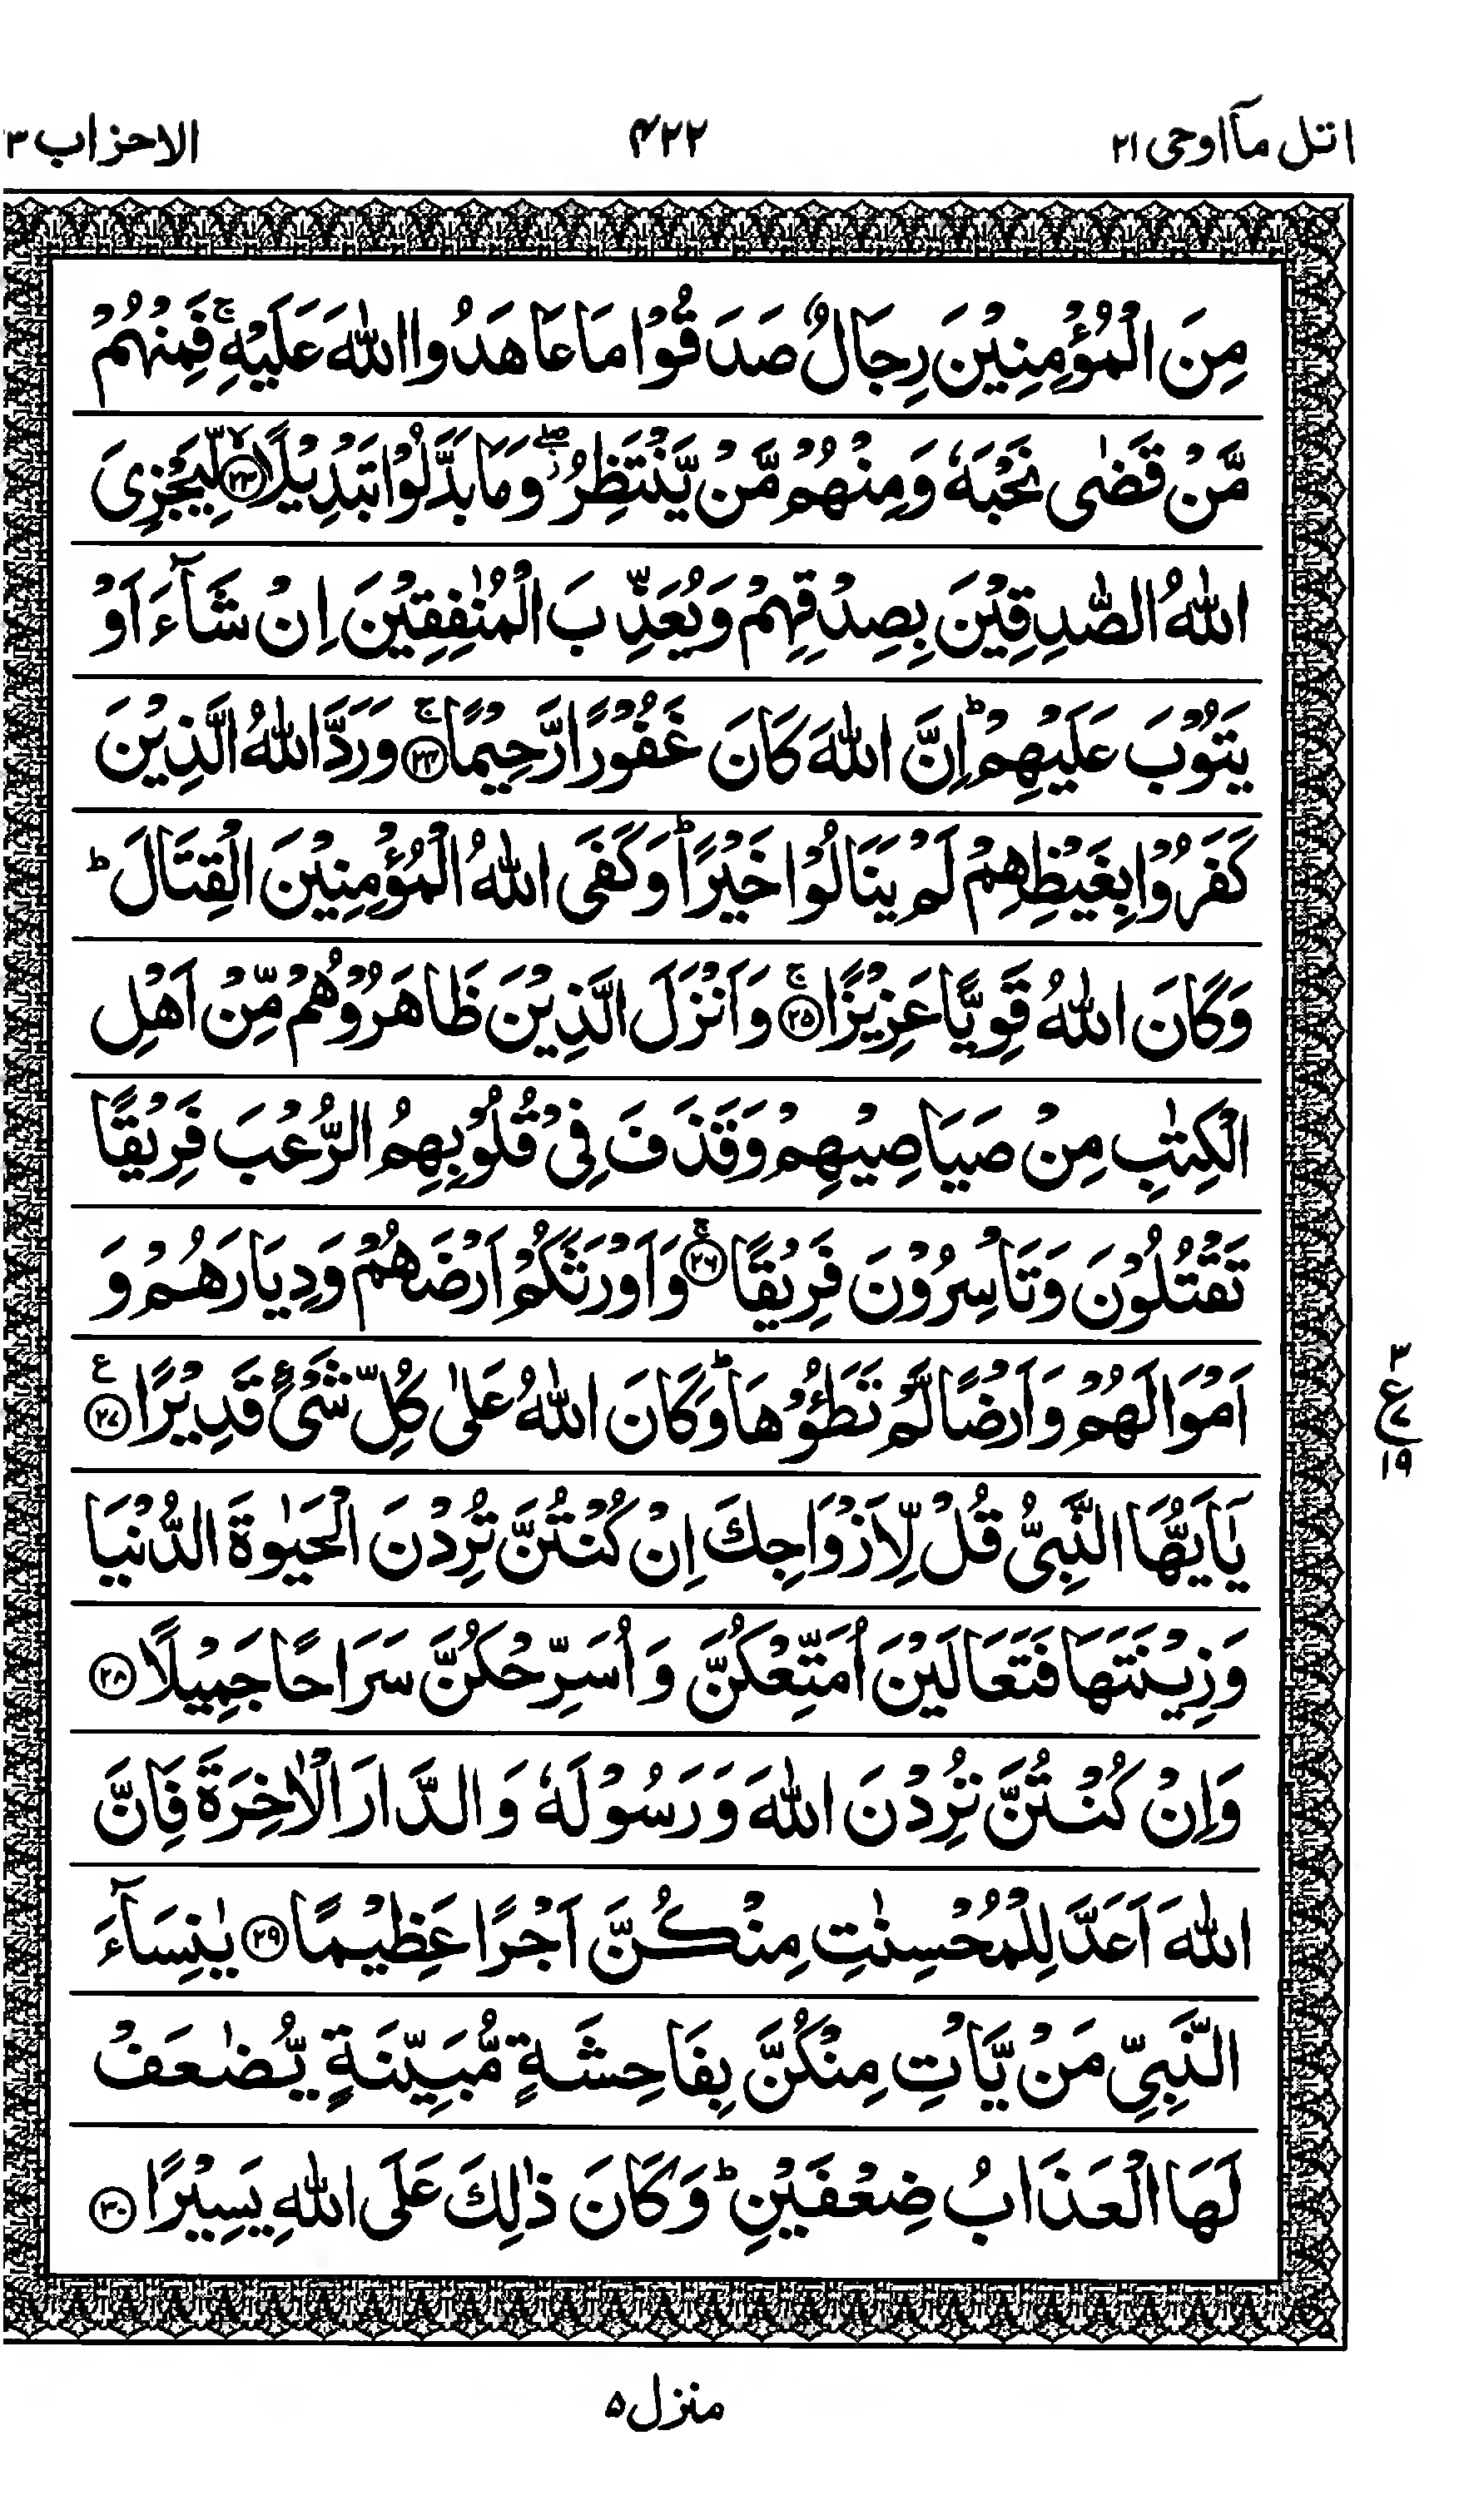 اتل مآاوحی ۲۱
۴۲۲
الاحزاب ۳
مِنَ الْمُؤْمِنِيْنَ رِجَالٌ صَدَقُوْا مَا عَاهَدُوا اللّٰهَ عَلَيْهِ ۚ فَمِنْهُمْ
مَّنْ قَضٰى نَحْبَهٗ وَمِنْهُمْ مَّنْ يَّنْتَظِرُ ۖ وَمَا بَدَّلُوْا تَبْدِيْلًا ﴿۲۳﴾ لِّيَجْزِىَ
اللّٰهُ الصّٰدِقِيْنَ بِصِدْقِهِمْ وَيُعَذِّبَ الْمُنٰفِقِيْنَ اِنْ شَآءَ اَوْ
يَتُوْبَ عَلَيْهِمْ ؕ اِنَّ اللّٰهَ كَانَ غَفُوْرًا رَّحِيْمًا ۚ ﴿۲۴﴾ وَرَدَّ اللّٰهُ الَّذِيْنَ
كَفَرُوْا بِغَيْظِهِمْ لَمْ يَنَالُوْا خَيْرًا ؕ وَكَفَى اللّٰهُ الْمُؤْمِنِيْنَ الْقِتَالَ ؕ
وَكَانَ اللّٰهُ قَوِيًّا عَزِيْزًا ۚ ﴿۲۵﴾ وَاَنْزَلَ الَّذِيْنَ ظَاهَرُوْهُمْ مِّنْ اَهْلِ
الْكِتٰبِ مِنْ صَيَاصِيْهِمْ وَقَذَفَ فِىْ قُلُوْبِهِمُ الرُّعْبَ فَرِيْقًا
تَقْتُلُوْنَ وَتَاْسِرُوْنَ فَرِيْقًا ۚ ﴿۲۶﴾ وَاَوْرَثَكُمْ اَرْضَهُمْ وَدِيَارَهُمْ وَ
اَمْوَالَهُمْ وَاَرْضًا لَّمْ تَطَـُٔوْهَا ؕ وَكَانَ اللّٰهُ عَلٰى كُلِّ شَىْءٍ قَدِيْرًا ﴿۲۷﴾ ع
۳
ع
۷
۱۹
يٰۤاَيُّهَا النَّبِىُّ قُلْ لِّاَزْوَاجِكَ اِنْ كُنْتُنَّ تُرِدْنَ الْحَيٰوةَ الدُّنْيَا
وَزِيْنَتَهَا فَتَعَالَيْنَ اُمَتِّعْكُنَّ وَاُسَرِّحْكُنَّ سَرَاحًا جَمِيْلًا ﴿۲۸﴾
وَاِنْ كُنْتُنَّ تُرِدْنَ اللّٰهَ وَرَسُوْلَهٗ وَالدَّارَ الْاٰخِرَةَ فَاِنَّ
اللّٰهَ اَعَدَّ لِلْمُحْسِنٰتِ مِنْكُنَّ اَجْرًا عَظِيْمًا ﴿۲۹﴾ يٰنِسَآءَ
النَّبِىِّ مَنْ يَّاْتِ مِنْكُنَّ بِفَاحِشَةٍ مُّبَيِّنَةٍ يُّضٰعَفْ
لَهَا الْعَذَابُ ضِعْفَيْنِ ؕ وَكَانَ ذٰلِكَ عَلَى اللّٰهِ يَسِيْرًا ﴿۳۰﴾
منزل ۵